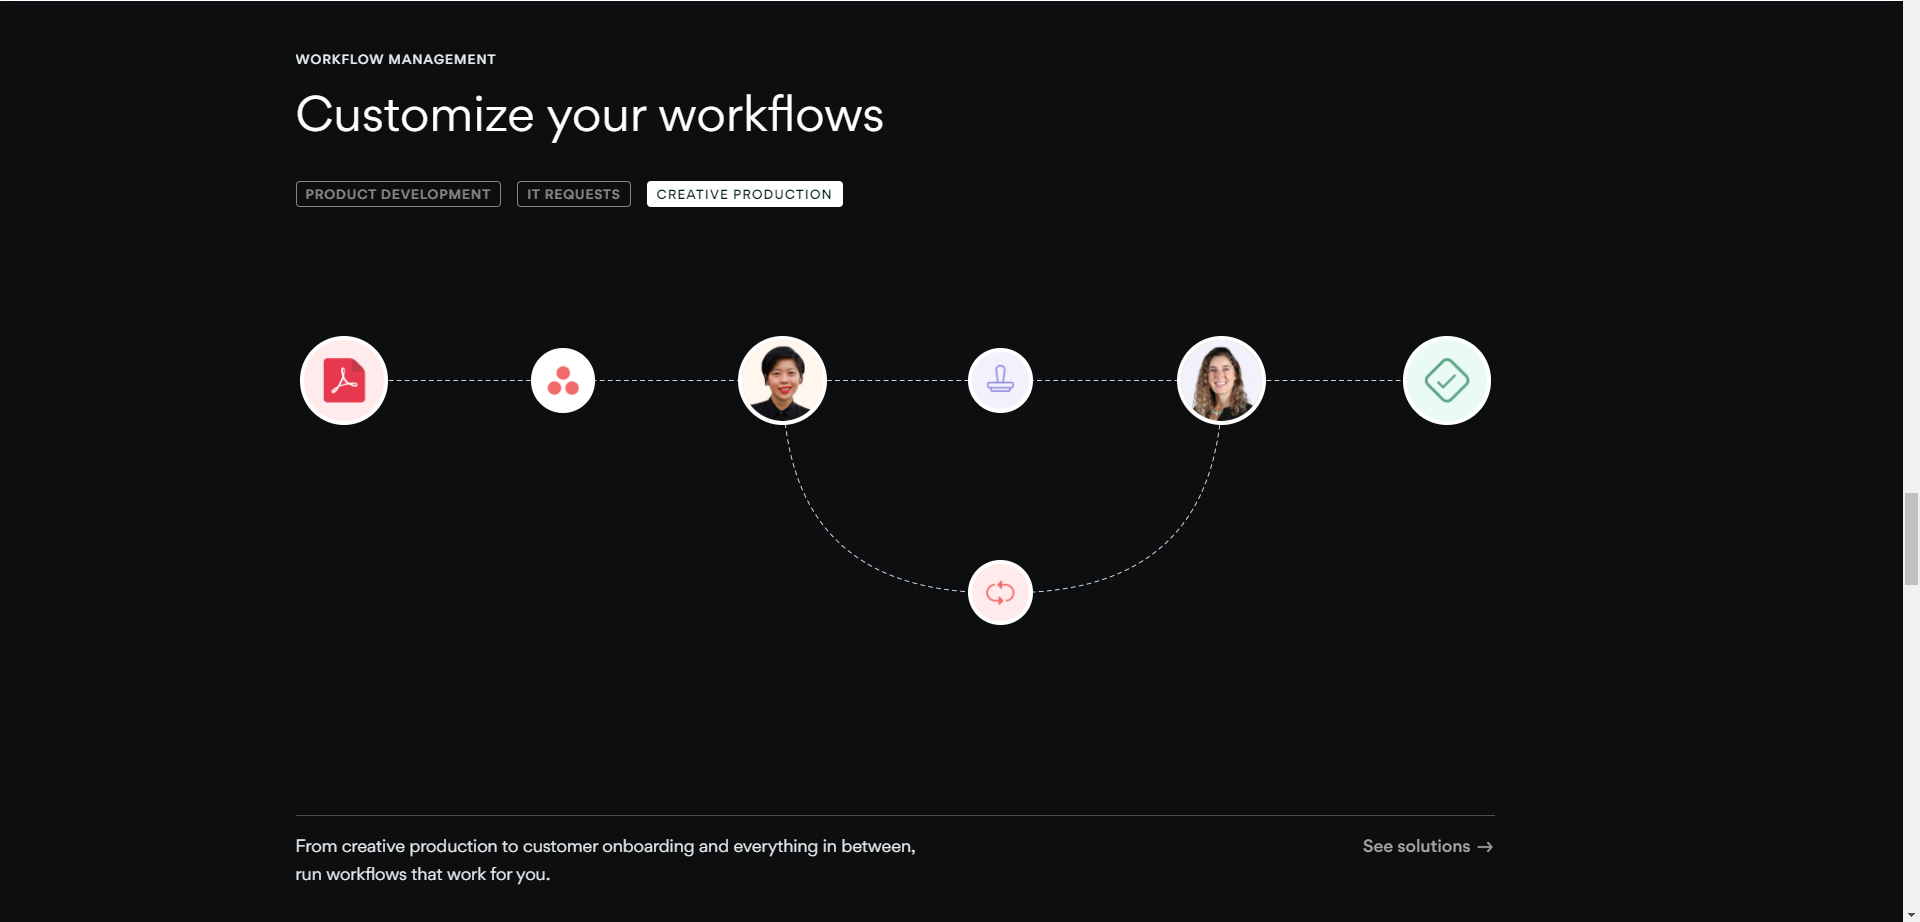 WORKFLOW MANAGEMENT
Customize your workflows
PRODUCT DEVELOPMENT
IT REQUESTS
CREATIVE PRODUCTION
From creative production to customer onboarding and everything in between,
run workflows that work for you.
See solutions →